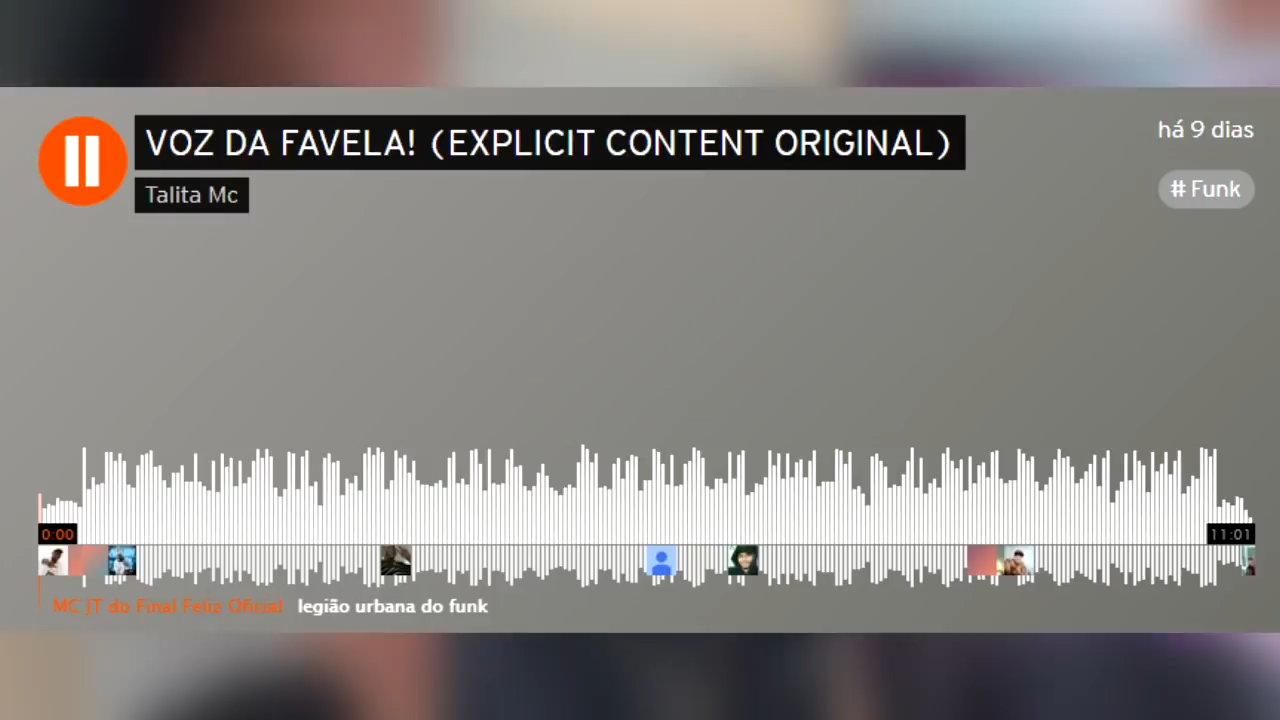 VOZ DA FAVELA! (EXPLICIT CONTENT ORIGINAL)
há 9 dias
Talita Mc
# Funk
0:00
11:01
MC JT do Final Feliz Oficial legião urbana do funk